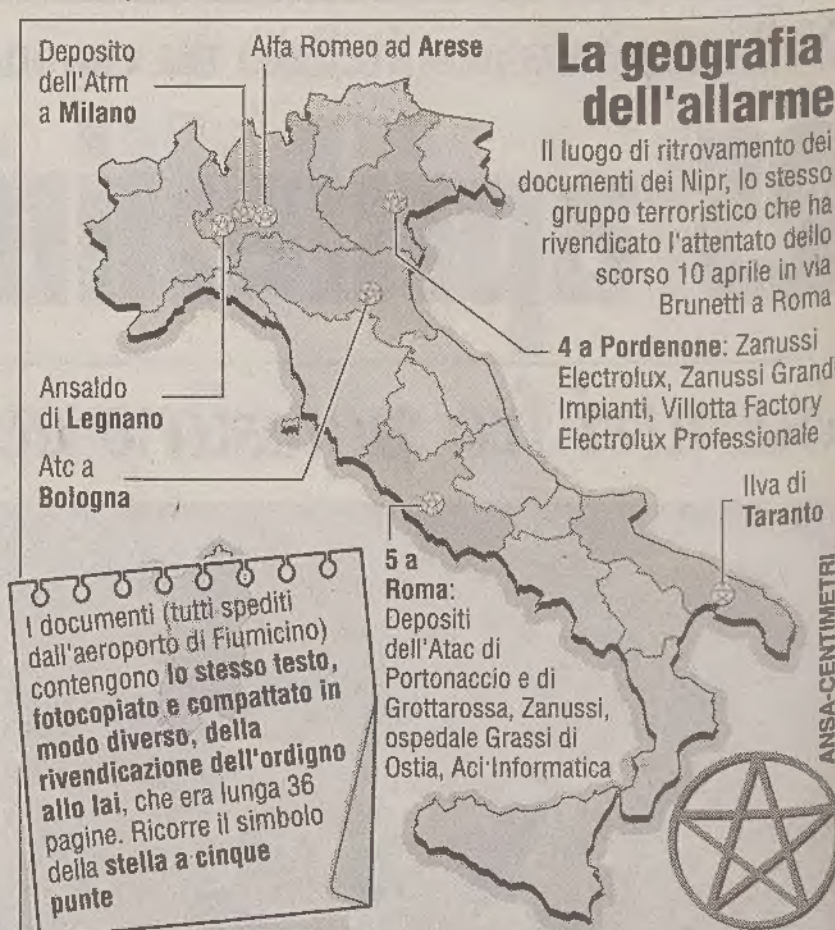 La geografia
dell'allarme
Il luogo di ritrovamento dei
documenti dei Nipr, lo stesso
gruppo terroristico che ha
rivendicato l'attentato dello
scorso 10 aprile in via
Brunetti a Roma
Deposito
dell'Atm
a Milano
Alfa Romeo ad Arese
Ansaldo
di Legnano
Atc a
Bologna
4 a Pordenone: Zanussi
Electrolux, Zanussi Grandi
Impianti, Villotta Factory
Electrolux Professionale
Ilva di
Taranto
5 a
Roma:
Depositi
dell'Atac di
Portonaccio e di
Grottarossa, Zanussi,
ospedale Grassi di
Ostia, Aci Informatica
I documenti (tutti spediti
dall'aeroporto di Fiumicino)
contengono lo stesso testo,
fotocopiato e compattato in
modo diverso, della
rivendicazione dell'ordigno
allo Iai, che era lunga 36
pagine. Ricorre il simbolo
della stella a cinque
punte
ANSA-CENTIMETRI